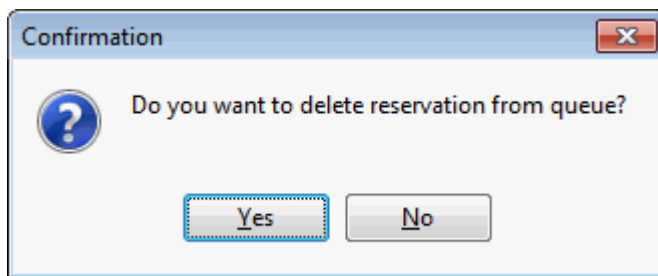 Confirmation
Do you want to delete reservation from queue?
Yes
No